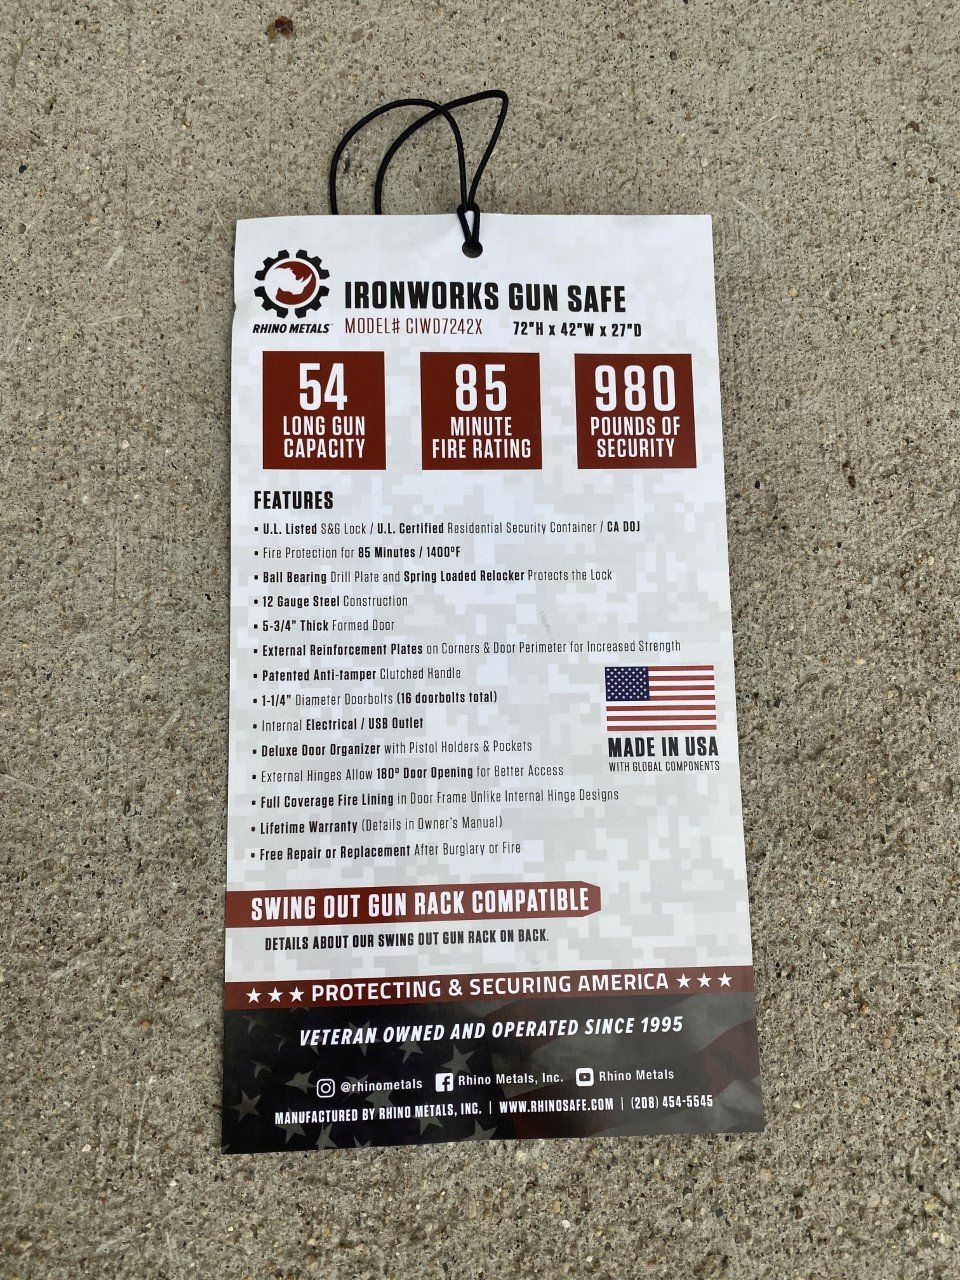 IRONWORKS GUN SAFE
RHINO METALS
MODEL# CIWD7242X 72"H x 42"W x 27"D
54
LONG GUN
CAPACITY
85
MINUTE
FIRE RATING
980
POUNDS OF
SECURITY
FEATURES
• U.L. Listed S&G Lock / U.L. Certified Residential Security Container / CA DOJ
• Fire Protection for 85 Minutes / 1400°F
• Ball Bearing Drill Plate and Spring Loaded Relocker Protects the Lock
• 12 Gauge Steel Construction
• 5-3/4" Thick Formed Door
• External Reinforcement Plates on Corners & Door Perimeter for Increased Strength
• Patented Anti-tamper Clutched Handle
• 1-1/4" Diameter Doorbolts (16 doorbolts total)
• Internal Electrical / USB Outlet
• Deluxe Door Organizer with Pistol Holders & Pockets
• External Hinges Allow 180° Door Opening for Better Access
• Full Coverage Fire Lining in Door Frame Unlike Internal Hinge Designs
• Lifetime Warranty (Details in Owner's Manual)
• Free Repair or Replacement After Burglary or Fire
MADE IN USA
WITH GLOBAL COMPONENTS
SWING OUT GUN RACK COMPATIBLE
DETAILS ABOUT OUR SWING OUT GUN RACK ON BACK.
★ ★ ★ PROTECTING & SECURING AMERICA ★ ★ ★
VETERAN OWNED AND OPERATED SINCE 1995
@rhinometals Rhino Metals, Inc. Rhino Metals
MANUFACTURED BY RHINO METALS, INC. | WWW.RHINOSAFE.COM | (208) 454-5545